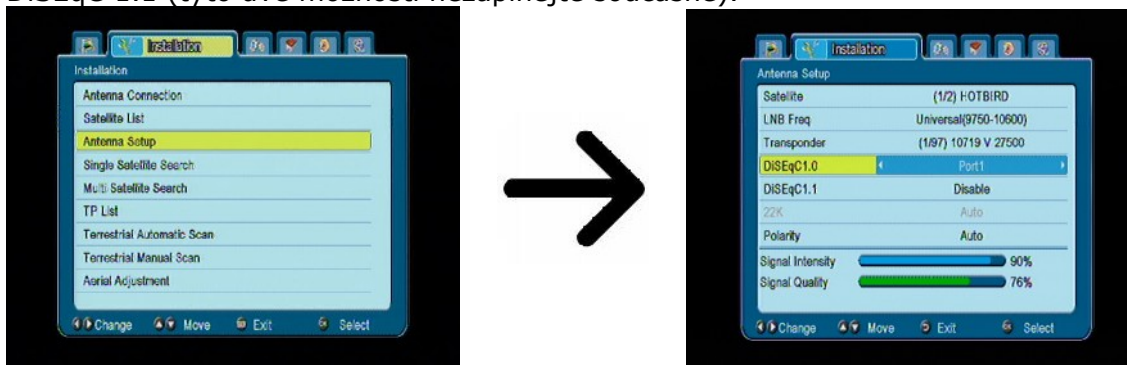 DiSEqC 1.1 (tyto dvě možnosti nezapínejte současně).
Installation
Installation
Antenna Connection
Satellite List
Antenna Setup
Single Satellite Search
Multi Satellite Search
TP List
Terrestrial Automatic Scan
Terrestrial Manual Scan
Aerial Adjustment
Change Move Exit Select
Installation
Antenna Setup
Satellite (1/2) HOTBIRD
LNB Freq Universal(9750-10600)
Transponder (1/97) 10719 V 27500
DiSEqC1.0 Port1
DiSEqC1.1 Disable
22K Auto
Polarity Auto
Signal Intensity 90%
Signal Quality 76%
Change Move Exit Select